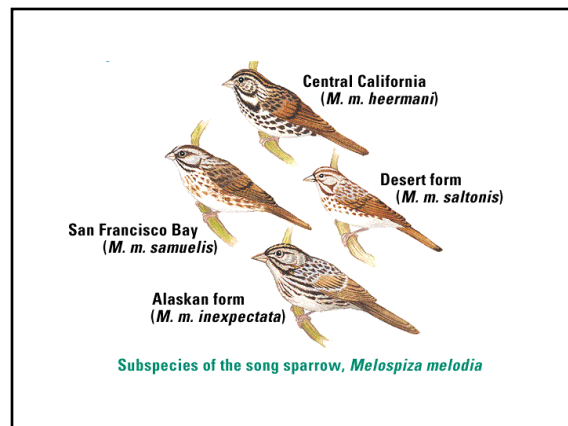 Central California
(M. m. heermani)
Desert form
(M. m. saltonis)
San Francisco Bay
(M. m. samuelis)
Alaskan form
(M. m. inexpectata)
Subspecies of the song sparrow, Melospiza melodia